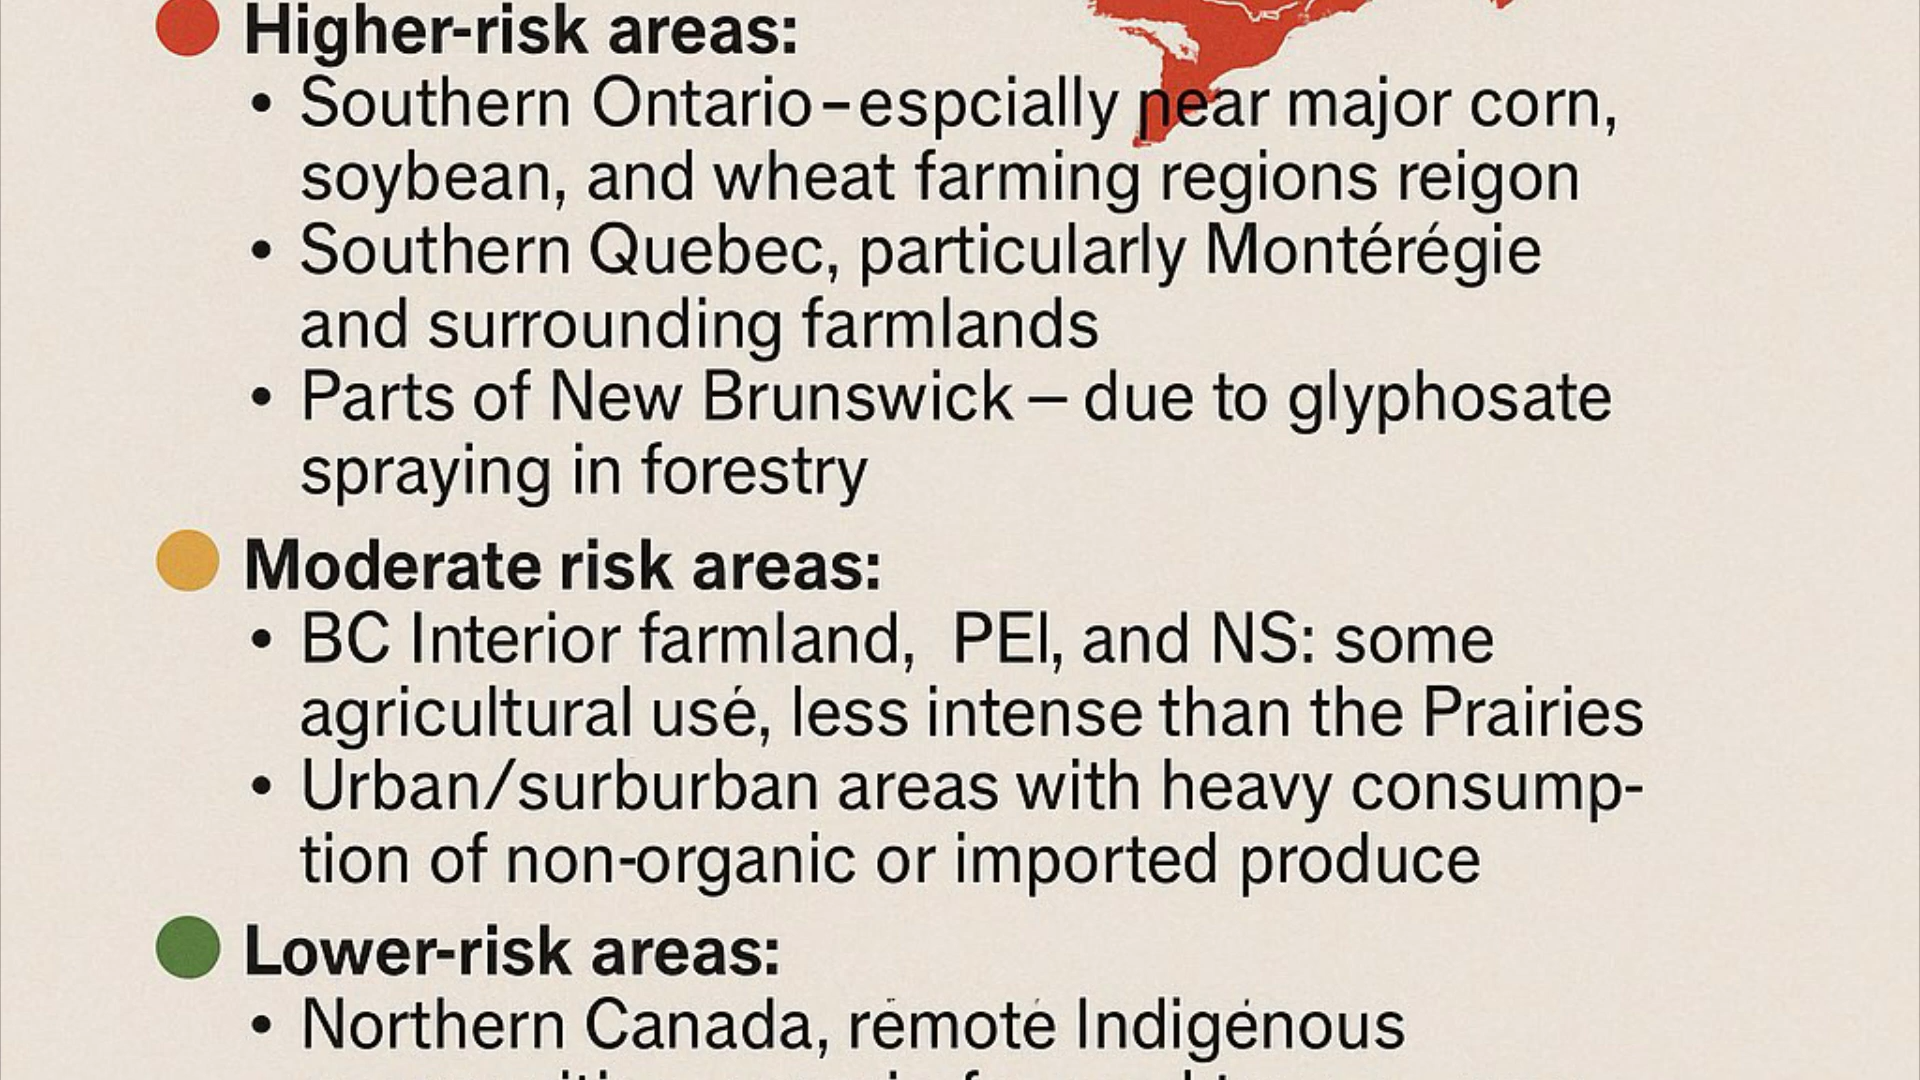 Higher-risk areas:
• Southern Ontario–espcially near major corn,
soybean, and wheat farming regions reigon
• Southern Quebec, particularly Montérégie
and surrounding farmlands
• Parts of New Brunswick – due to glyphosate
spraying in forestry
Moderate risk areas:
• BC Interior farmland, PEI, and NS: some
agricultural usé, less intense than the Prairies
• Urban/surburban areas with heavy consump-
tion of non-organic or imported produce
Lower-risk areas:
• Northern Canada, rėmoté Indigénous